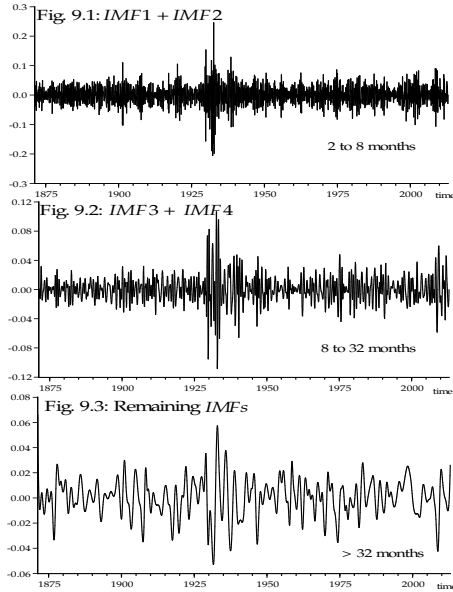 Fig. 9.1: IMF1 + IMF2
0.3
0.2
0.1
0.0
-0.1
-0.2
-0.3
2 to 8 months
1875 1900 1925 1950 1975 2000 time
Fig. 9.2: IMF3 + IMF4
0.12
0.08
0.04
0.00
-0.04
-0.08
-0.12
8 to 32 months
1875 1900 1925 1950 1975 2000 time
Fig. 9.3: Remaining IMFs
0.08
0.06
0.04
0.02
0.00
-0.02
-0.04
-0.06
> 32 months
1875 1900 1925 1950 1975 2000 time